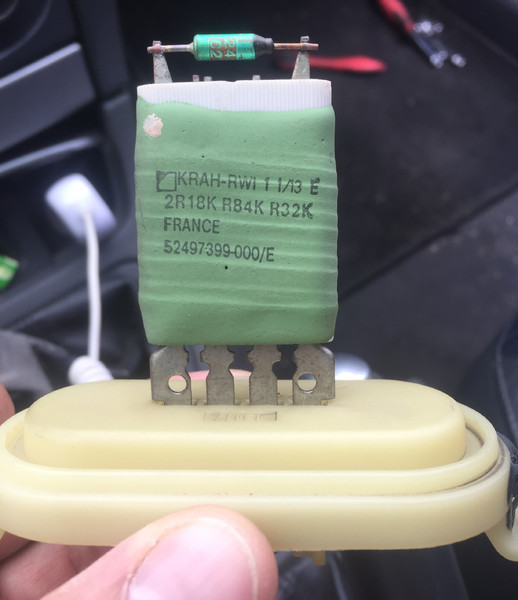 KRAH-RWI 1 1/13 E
2R18K R84K R32K
FRANCE
52497399-000/E